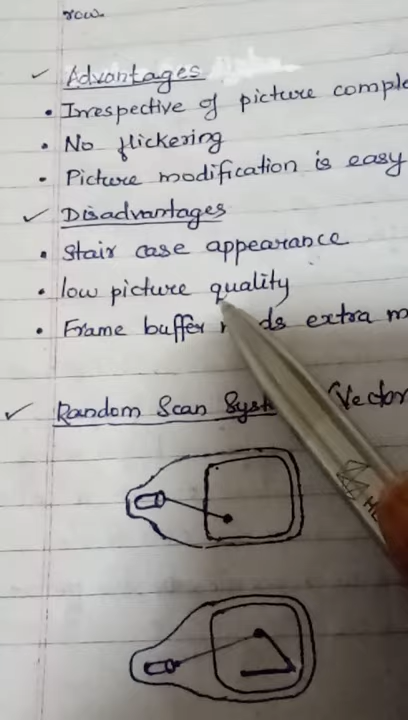 row.
✓ Advantages
• Irrespective of picture comple
• No flickering
• Picture modification is easy
✓ Disadvantages
• Stair case appearance
• low picture quality
• Frame buffer extra m
✓ Random Scan Syst (Vector